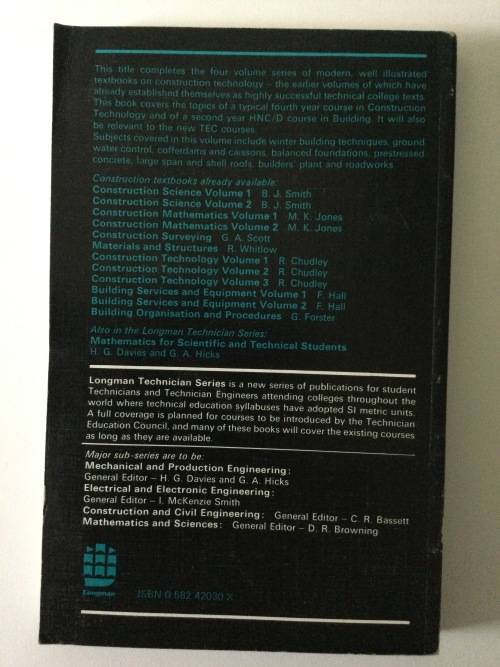 This title completes the four volume series of modern, well illustrated
textbooks on construction technology – the earlier volumes of which have
already established themselves as highly successful technical college texts.
This book covers the topics of a typical fourth year course in Construction
Technology and of a second year HNC/D course in Building. It will also
be relevant to the new TEC courses.
Subjects covered in this volume include winter building techniques, ground
water control, cofferdams and caissons, balanced foundations, prestressed
concrete, large span and shell roofs, builders' plant and roadworks.
Construction textbooks already available:
Construction Science Volume 1 B. J. Smith
Construction Science Volume 2 B. J. Smith
Construction Mathematics Volume 1 M. K. Jones
Construction Mathematics Volume 2 M. K. Jones
Construction Surveying G. A. Scott
Materials and Structures R. Whitlow
Construction Technology Volume 1 R. Chudley
Construction Technology Volume 2 R. Chudley
Construction Technology Volume 3 R. Chudley
Building Services and Equipment Volume 1 F. Hall
Building Services and Equipment Volume 2 F. Hall
Building Organisation and Procedures G. Forster
Also in the Longman Technician Series:
Mathematics for Scientific and Technical Students
H. G. Davies and G. A. Hicks
Longman Technician Series is a new series of publications for student
Technicians and Technician Engineers attending colleges throughout the
world where technical education syllabuses have adopted SI metric units.
A full coverage is planned for courses to be introduced by the Technician
Education Council, and many of these books will cover the existing courses
as long as they are available.
Major sub-series are to be:
Mechanical and Production Engineering:
General Editor – H. G. Davies and G. A. Hicks
Electrical and Electronic Engineering:
General Editor – I. McKenzie Smith
Construction and Civil Engineering: General Editor – C. R. Bassett
Mathematics and Sciences: General Editor – D. R. Browning
Longman
ISBN 0 582 42030 X